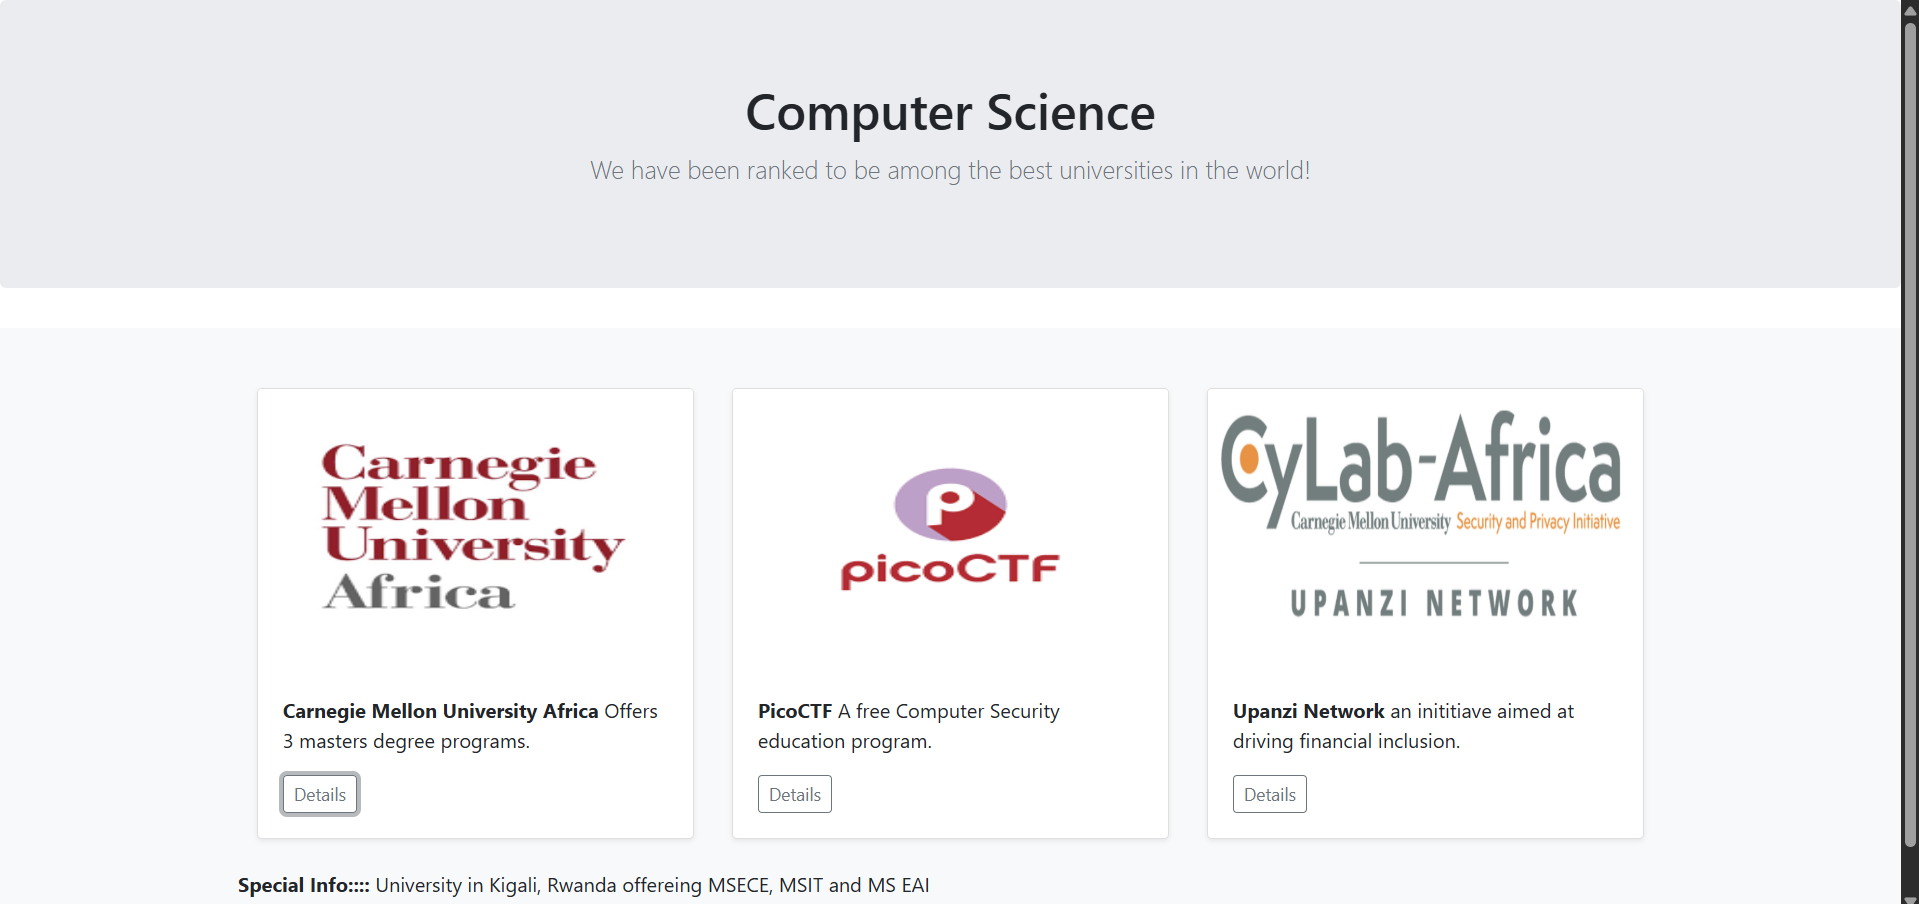 Computer Science
We have been ranked to be among the best universities in the world!
Carnegie
Mellon
University
Africa
Carnegie Mellon University Africa Offers
3 masters degree programs.
Details
P
picoCTF
PicoCTF A free Computer Security
education program.
Details
CyLab-Africa
Carnegie Mellon University Security and Privacy Initiative
UPANZI NETWORK
Upanzi Network an inititiave aimed at
driving financial inclusion.
Details
Special Info:::: University in Kigali, Rwanda offereing MSECE, MSIT and MS EAI